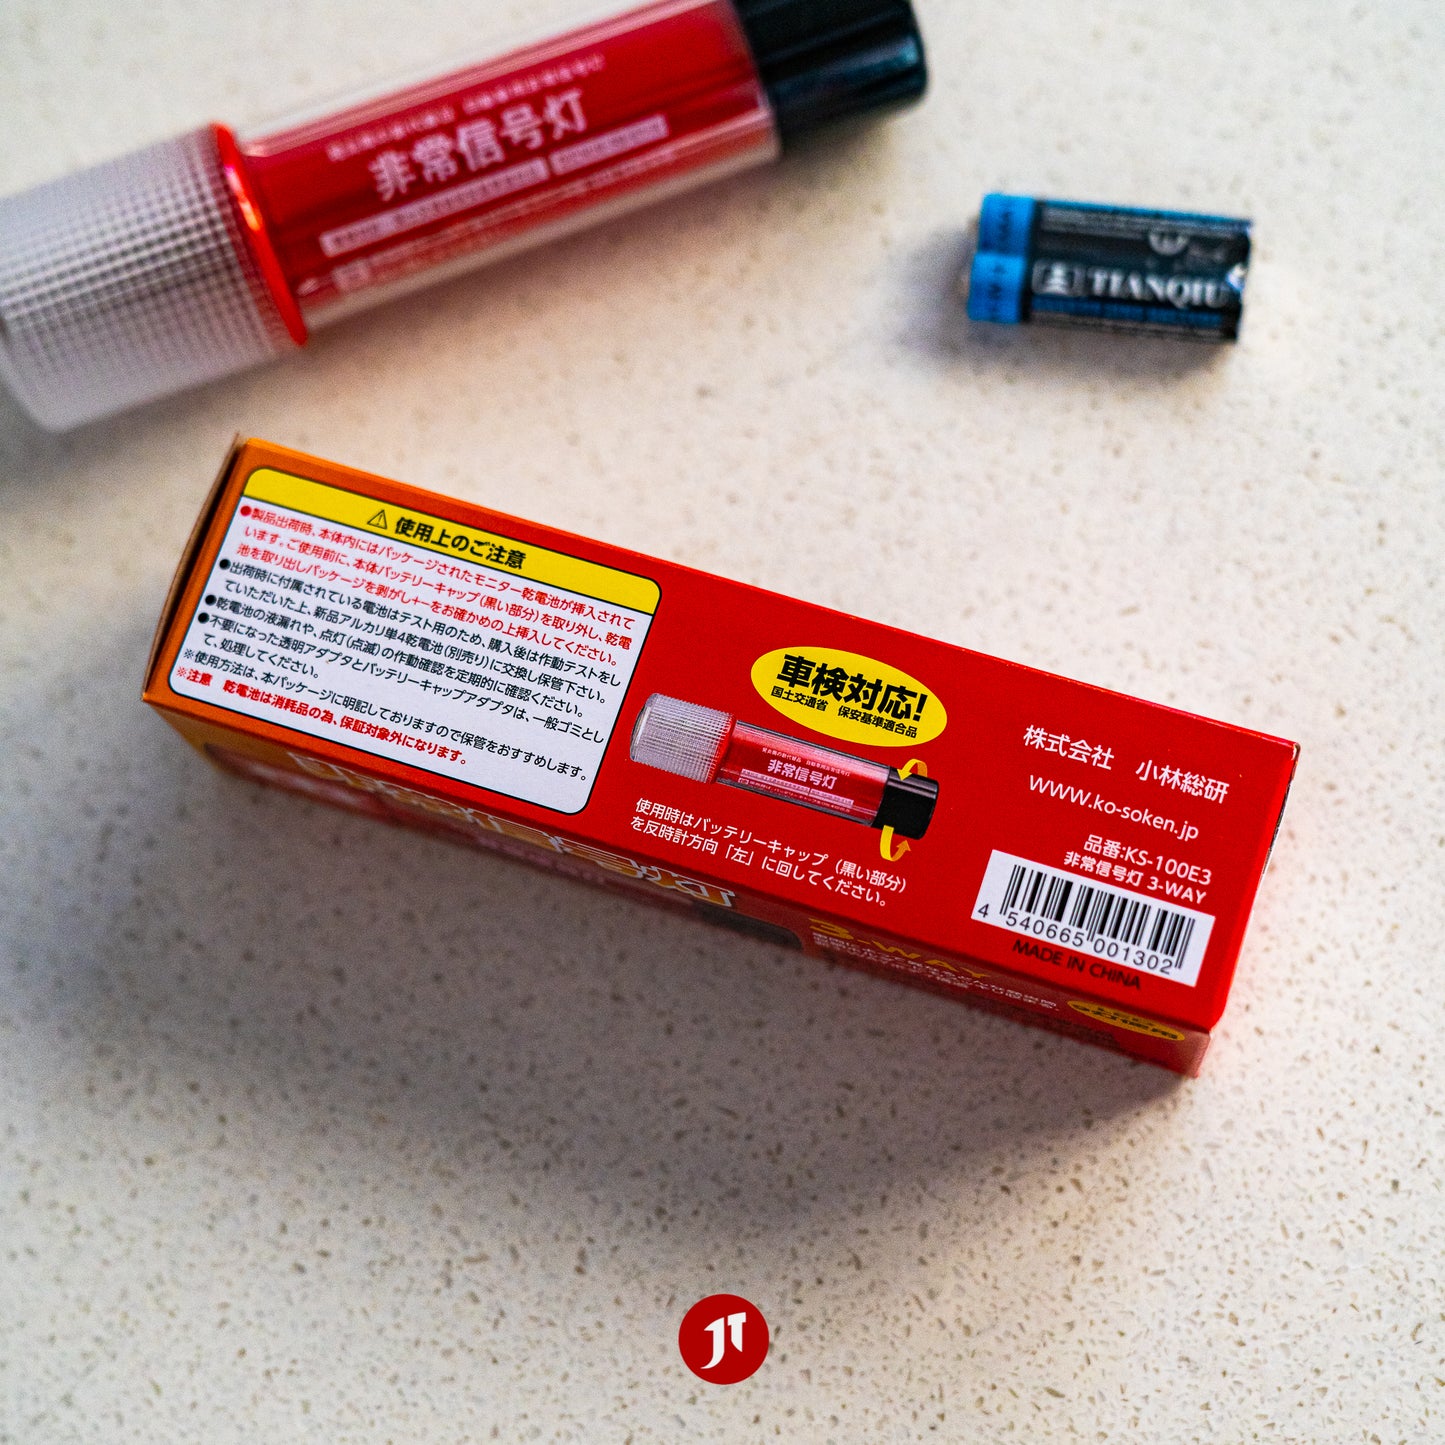 非常信号灯
TIANQIU
使用上のご注意
●製品出荷時、本体内にはパッケージされたモニター乾電池が挿入されて
います。ご使用前に、本体バッテリーキャップ(黒い部分)を取り外し、乾電
池を取り出しパッケージを剥がし+−をお確かめの上挿入してください。
●出荷時に付属されている電池はテスト用のため、購入後は作動テストをし
ていただいた上、新品アルカリ単4乾電池(別売り)に交換し保管下さい。
●乾電池の液漏れや、点灯(点滅)の作動確認を定期的に確認ください。
●不要になった透明アダプタとバッテリーキャップアダプタは、一般ゴミとし
て、処理してください。
※使用方法は、本パッケージに明記しておりますので保管をおすすめします。
※注意 乾電池は消耗品の為、保証対象外になります。
車検対応!
国土交通省 保安基準適合品
非常信号灯
使用時はバッテリーキャップ(黒い部分)
を反時計方向「左」に回してください。
株式会社 小林総研
www.ko-soken.jp
品番:KS-100E3
非常信号灯 3-WAY
4 540665 001302
MADE IN CHINA
3-WAY